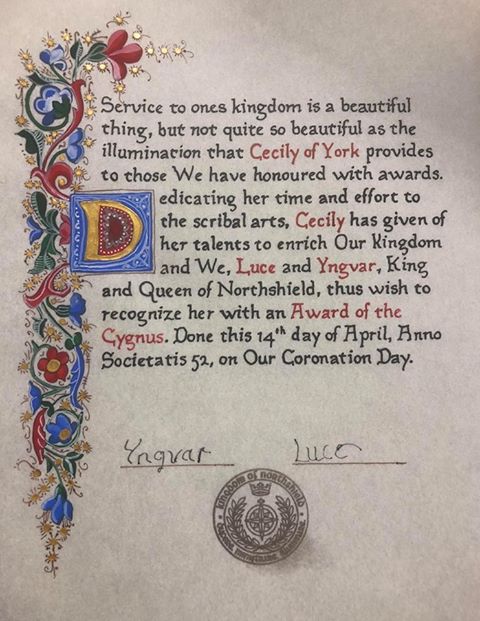 Service to ones kingdom is a beautiful
thing, but not quite so beautiful as the
illumination that Cecily of York provides
to those We have honoured with awards.
Dedicating her time and effort to
the scribal arts, Cecily has given of
her talents to enrich Our Kingdom
and We, Luce and Yngvar, King
and Queen of Northshield, thus wish to
recognize her with an Award of the
Cygnus. Done this 14th day of April, Anno
Societatis 52, on Our Coronation Day.
Yngvar Luce
kingdom of northshield